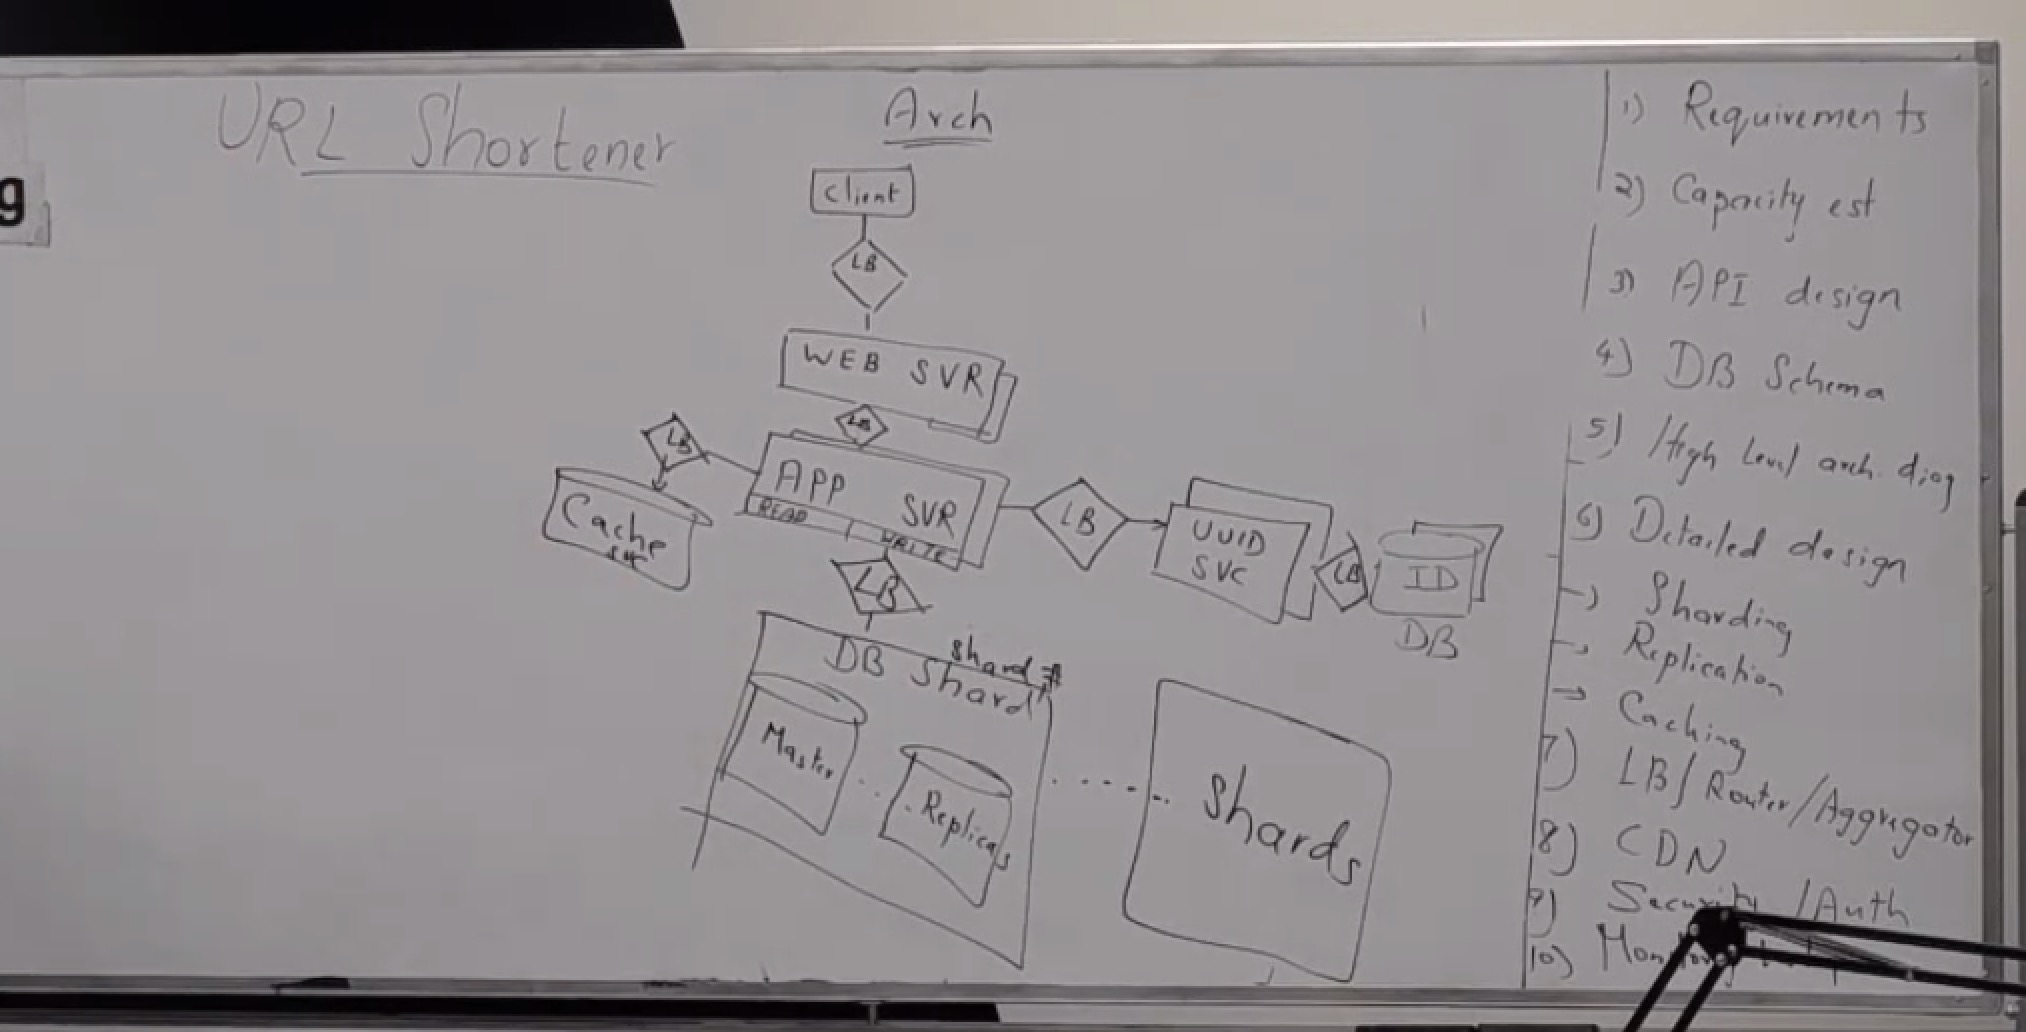 URL Shortener
Arch
g
Client
LB
WEB SVR
LB
LB
APP SVR
READ
WRITE
Cache
LB
UUID
SVC
LB
ID
DB
LB
DB Shard
Shard #1
Master
Replicas
Shards
1) Requirements
2) Capacity est
3) API design
4) DB Schema
5) High Level arch. diag
6) Detailed design
-> Sharding
-> Replication
-> Caching
7) LB/Router/Aggregator
8) CDN
9) Security/Auth
10)